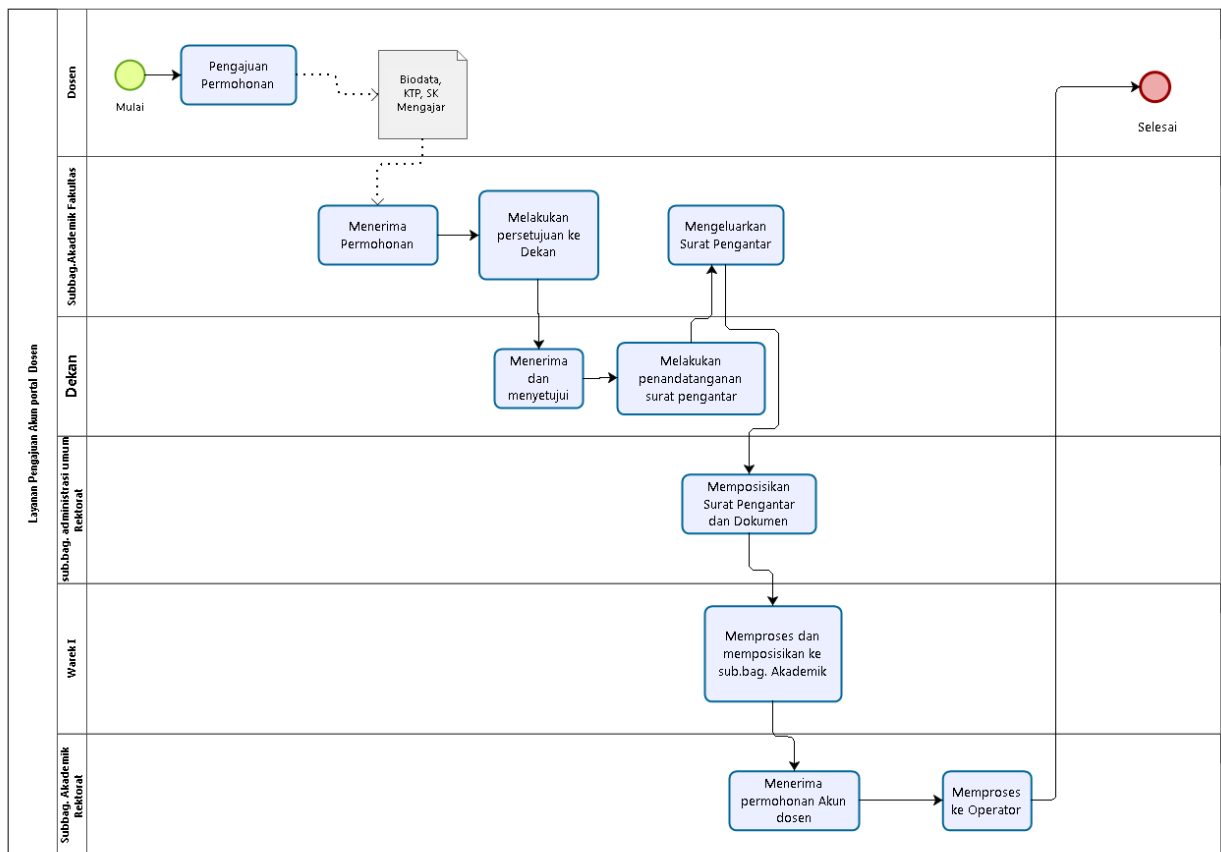 Layanan Pengajuan Akun portal Dosen
Dosen
Mulai
Pengajuan
Permohonan
Biodata,
KTP, SK
Mengajar
Selesai
Subbag.Akademik Fakultas
Menerima
Permohonan
Melakukan
persetujuan ke
Dekan
Mengeluarkan
Surat Pengantar
Dekan
Menerima
dan
menyetujui
Melakukan
penandatanganan
surat pengantar
sub.bag. administrasi umum
Rektorat
Memposisikan
Surat Pengantar
dan Dokumen
Warek I
Memproses dan
memposisikan ke
sub.bag. Akademik
Subbag. Akademik
Rektorat
Menerima
permohonan Akun
dosen
Memproses
ke Operator